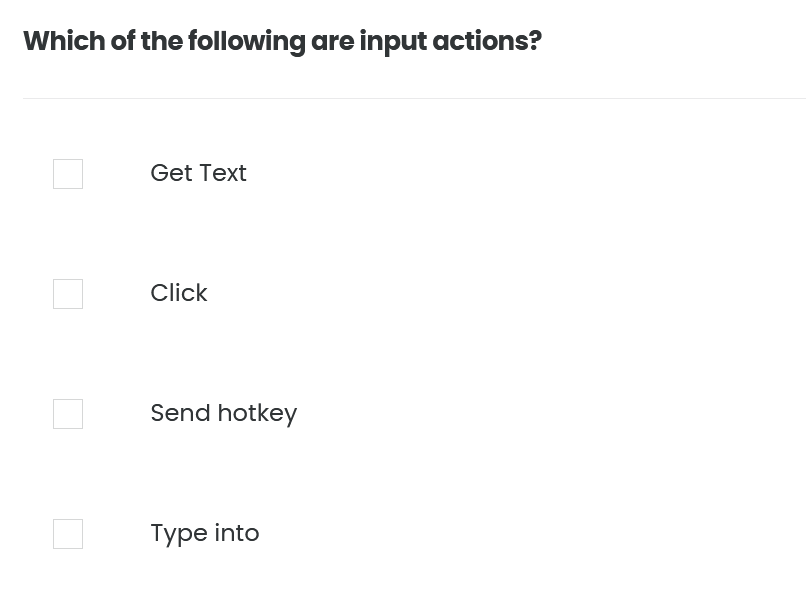 Which of the following are input actions?
Get Text
Click
Send hotkey
Type into